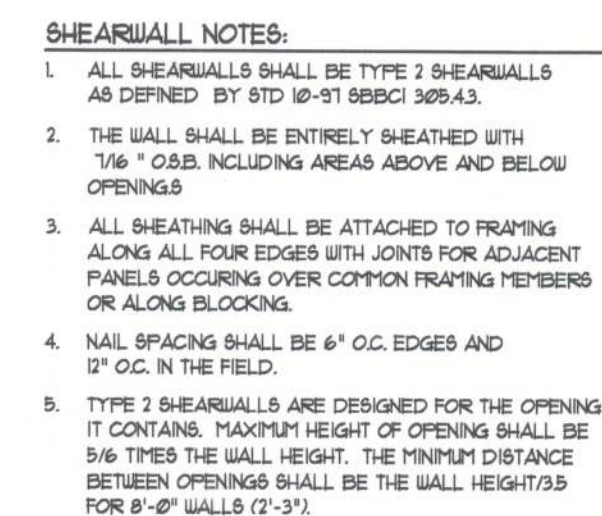 SHEARWALL NOTES:
1. ALL SHEARWALLS SHALL BE TYPE 2 SHEARWALLS
AS DEFINED BY STD 10-97 SBBCI 305.4.3.
2. THE WALL SHALL BE ENTIRELY SHEATHED WITH
7/16 " O.S.B. INCLUDING AREAS ABOVE AND BELOW
OPENINGS
3. ALL SHEATHING SHALL BE ATTACHED TO FRAMING
ALONG ALL FOUR EDGES WITH JOINTS FOR ADJACENT
PANELS OCCURING OVER COMMON FRAMING MEMBERS
OR ALONG BLOCKING.
4. NAIL SPACING SHALL BE 6" O.C. EDGES AND
12" O.C. IN THE FIELD.
5. TYPE 2 SHEARWALLS ARE DESIGNED FOR THE OPENING
IT CONTAINS. MAXIMUM HEIGHT OF OPENING SHALL BE
5/6 TIMES THE WALL HEIGHT. THE MINIMUM DISTANCE
BETWEEN OPENINGS SHALL BE THE WALL HEIGHT/3.5
FOR 8'-0" WALLS (2'-3").